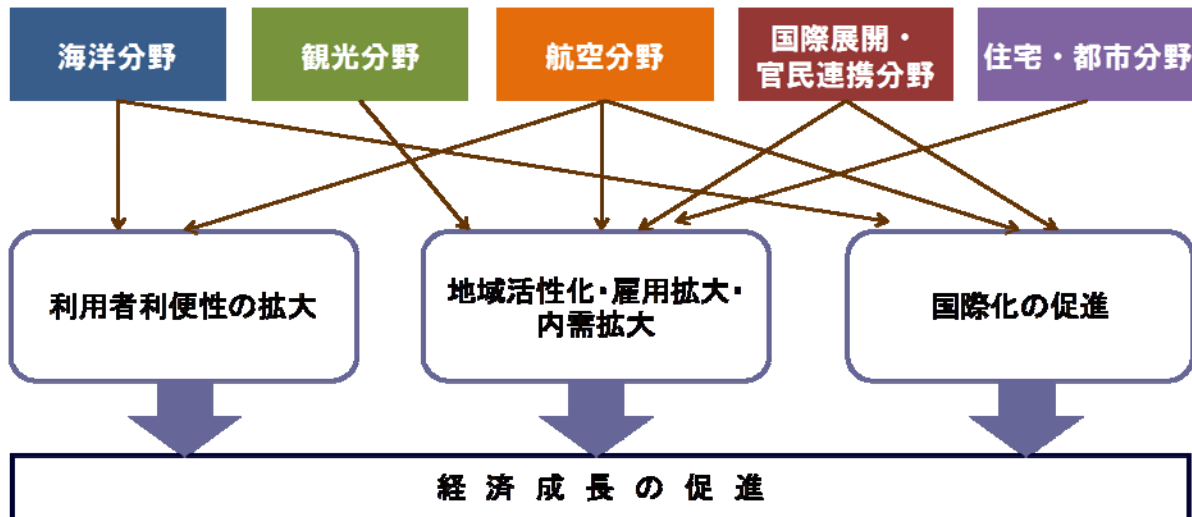 海洋分野
観光分野
航空分野
国際展開・
官民連携分野
住宅・都市分野
利用者利便性の拡大
地域活性化・雇用拡大・
内需拡大
国際化の促進
経済成長の促進